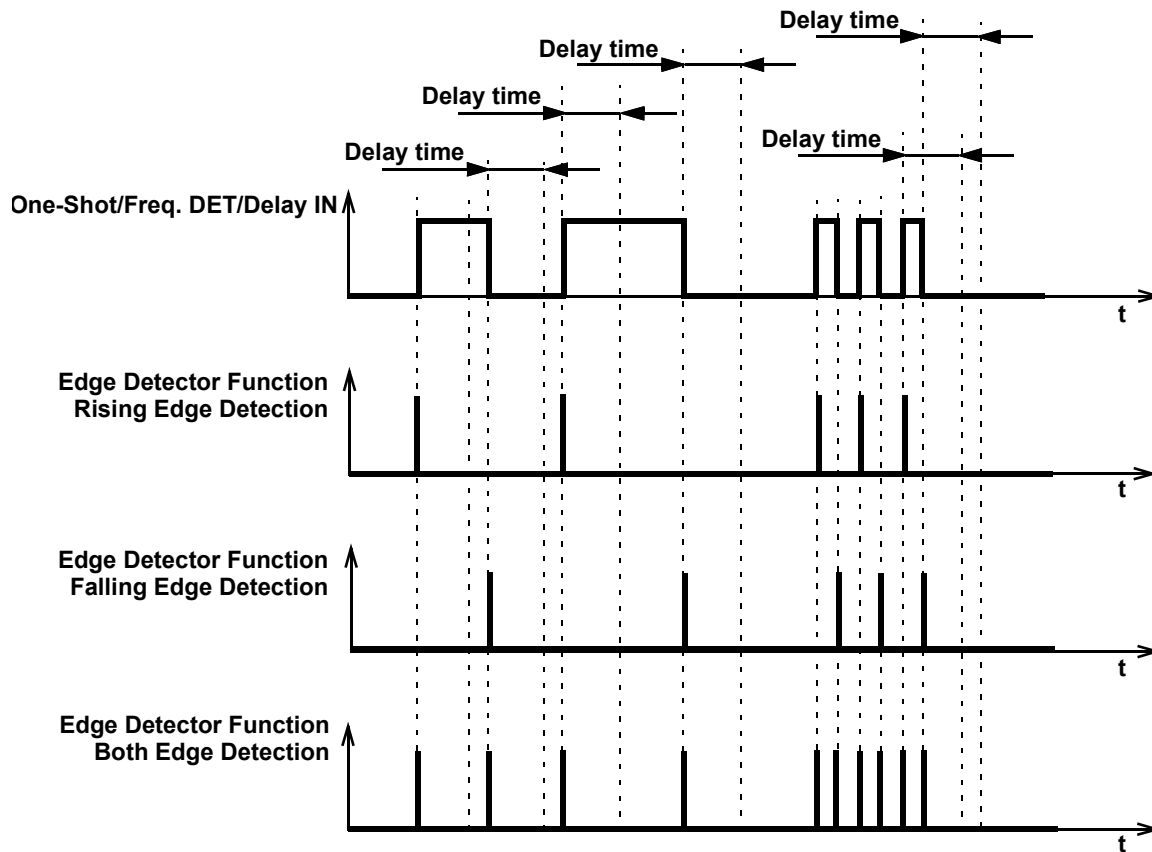 Delay time
Delay time
Delay time
Delay time
Delay time
One-Shot/Freq. DET/Delay IN
t
Edge Detector Function
Rising Edge Detection
t
Edge Detector Function
Falling Edge Detection
t
Edge Detector Function
Both Edge Detection
t